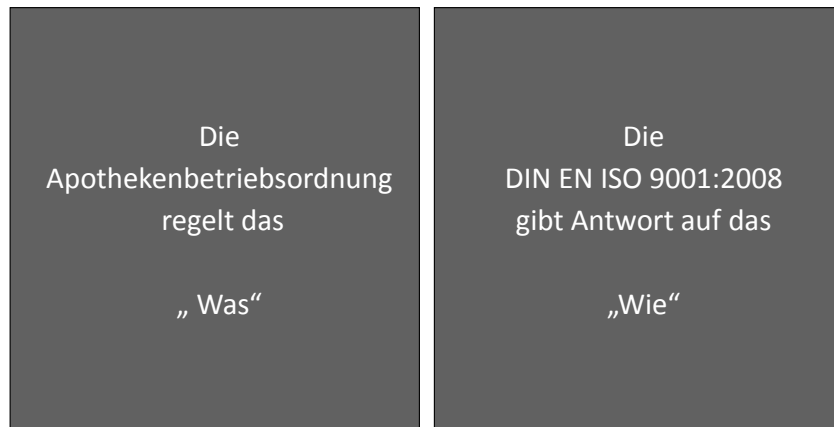 Die
Apothekenbetriebsordnung
regelt das
„ Was“
Die
DIN EN ISO 9001:2008
gibt Antwort auf das
„Wie“